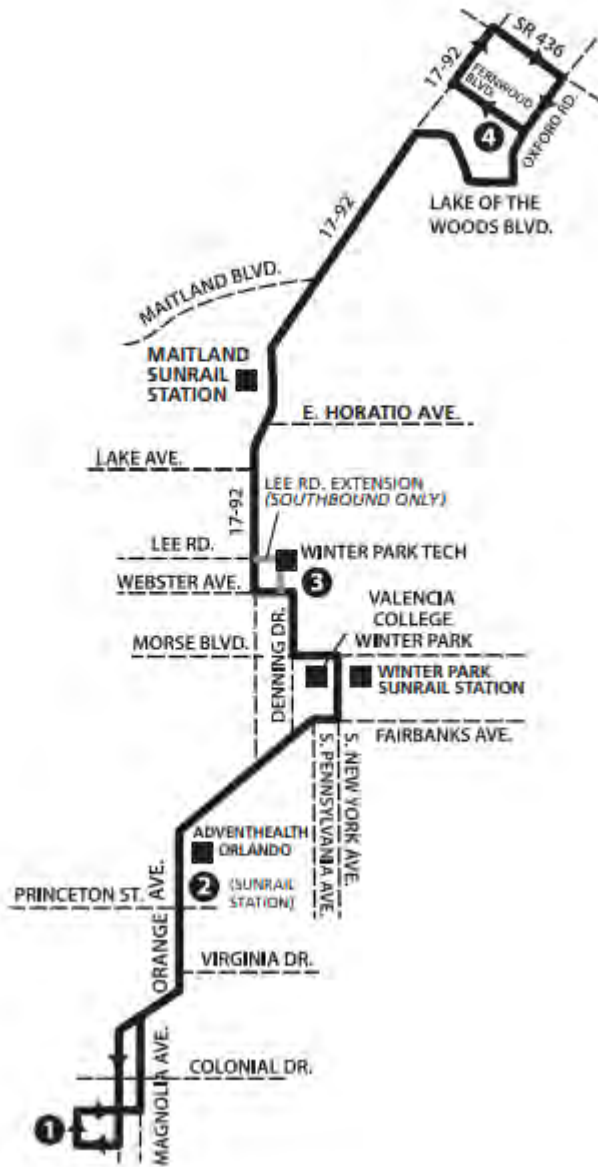 SR 436
17-92
FERNWOOD
BLVD.
OXFORD RD.
4
LAKE OF THE
WOODS BLVD.
17-92
MAITLAND BLVD.
MAITLAND
SUNRAIL
STATION
E. HORATIO AVE.
LAKE AVE.
17-92
LEE RD. EXTENSION
(SOUTHBOUND ONLY)
LEE RD.
WINTER PARK TECH
WEBSTER AVE.
3
VALENCIA
COLLEGE
WINTER PARK
MORSE BLVD.
DENNING DR.
WINTER PARK
SUNRAIL STATION
FAIRBANKS AVE.
S. PENNSYLVANIA AVE.
S. NEW YORK AVE.
ADVENTHEALTH
ORLANDO
2
(SUNRAIL
STATION)
PRINCETON ST.
ORANGE AVE.
VIRGINIA DR.
MAGNOLIA AVE.
COLONIAL DR.
1